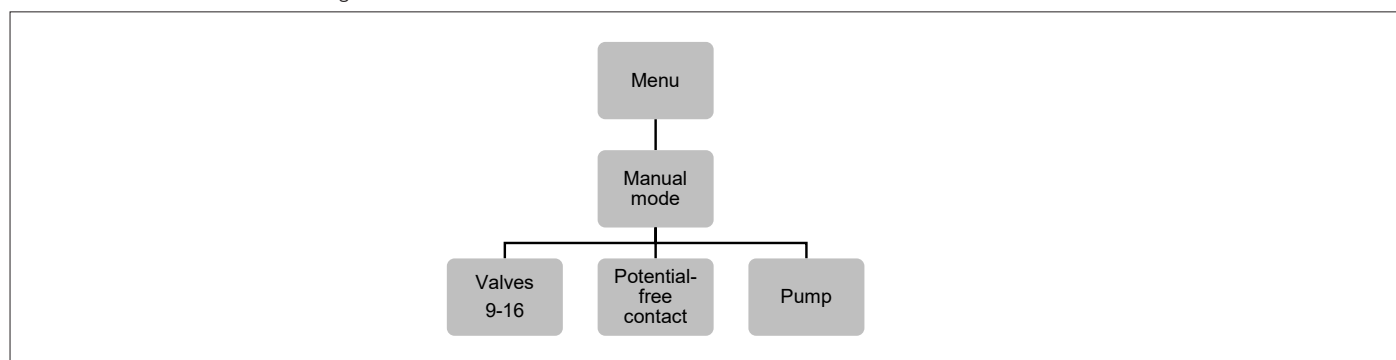 Menu
Manual
mode
Valves
9-16
Potential-
free
contact
Pump